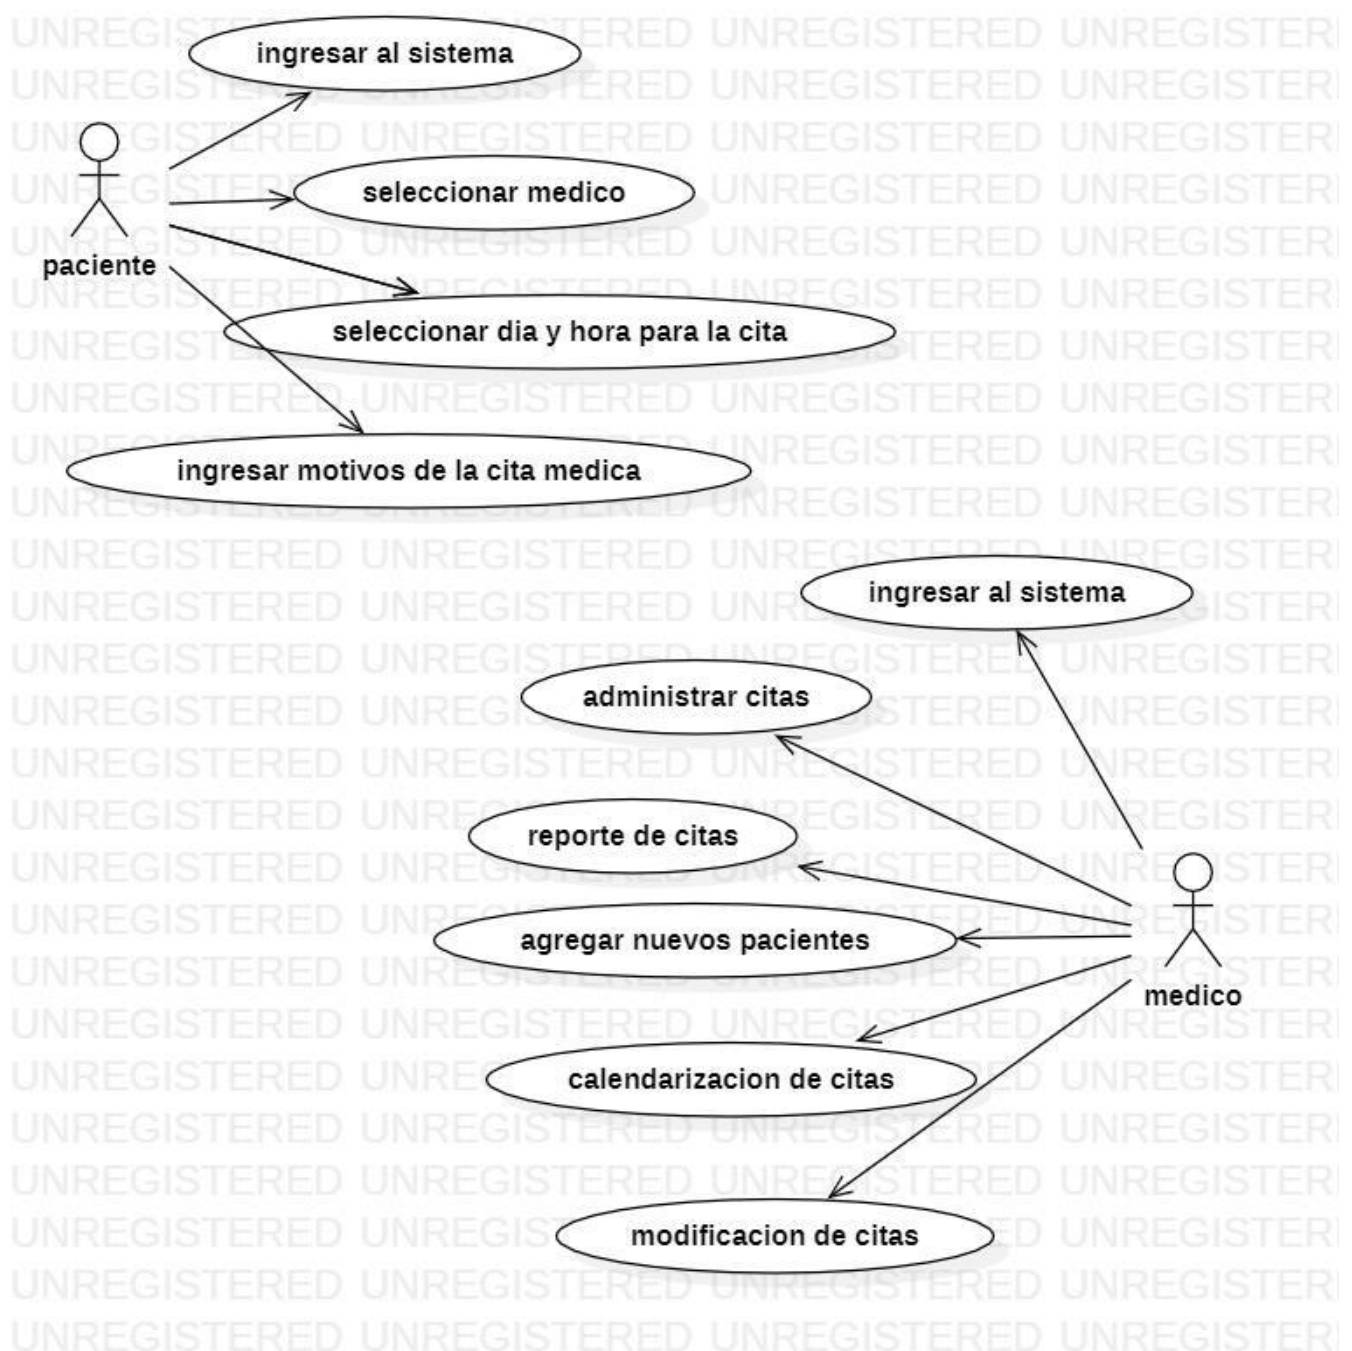 ingresar al sistema
seleccionar medico
paciente
seleccionar dia y hora para la cita
ingresar motivos de la cita medica
ingresar al sistema
administrar citas
reporte de citas
agregar nuevos pacientes
medico
calendarizacion de citas
modificacion de citas
UNREGISTERED